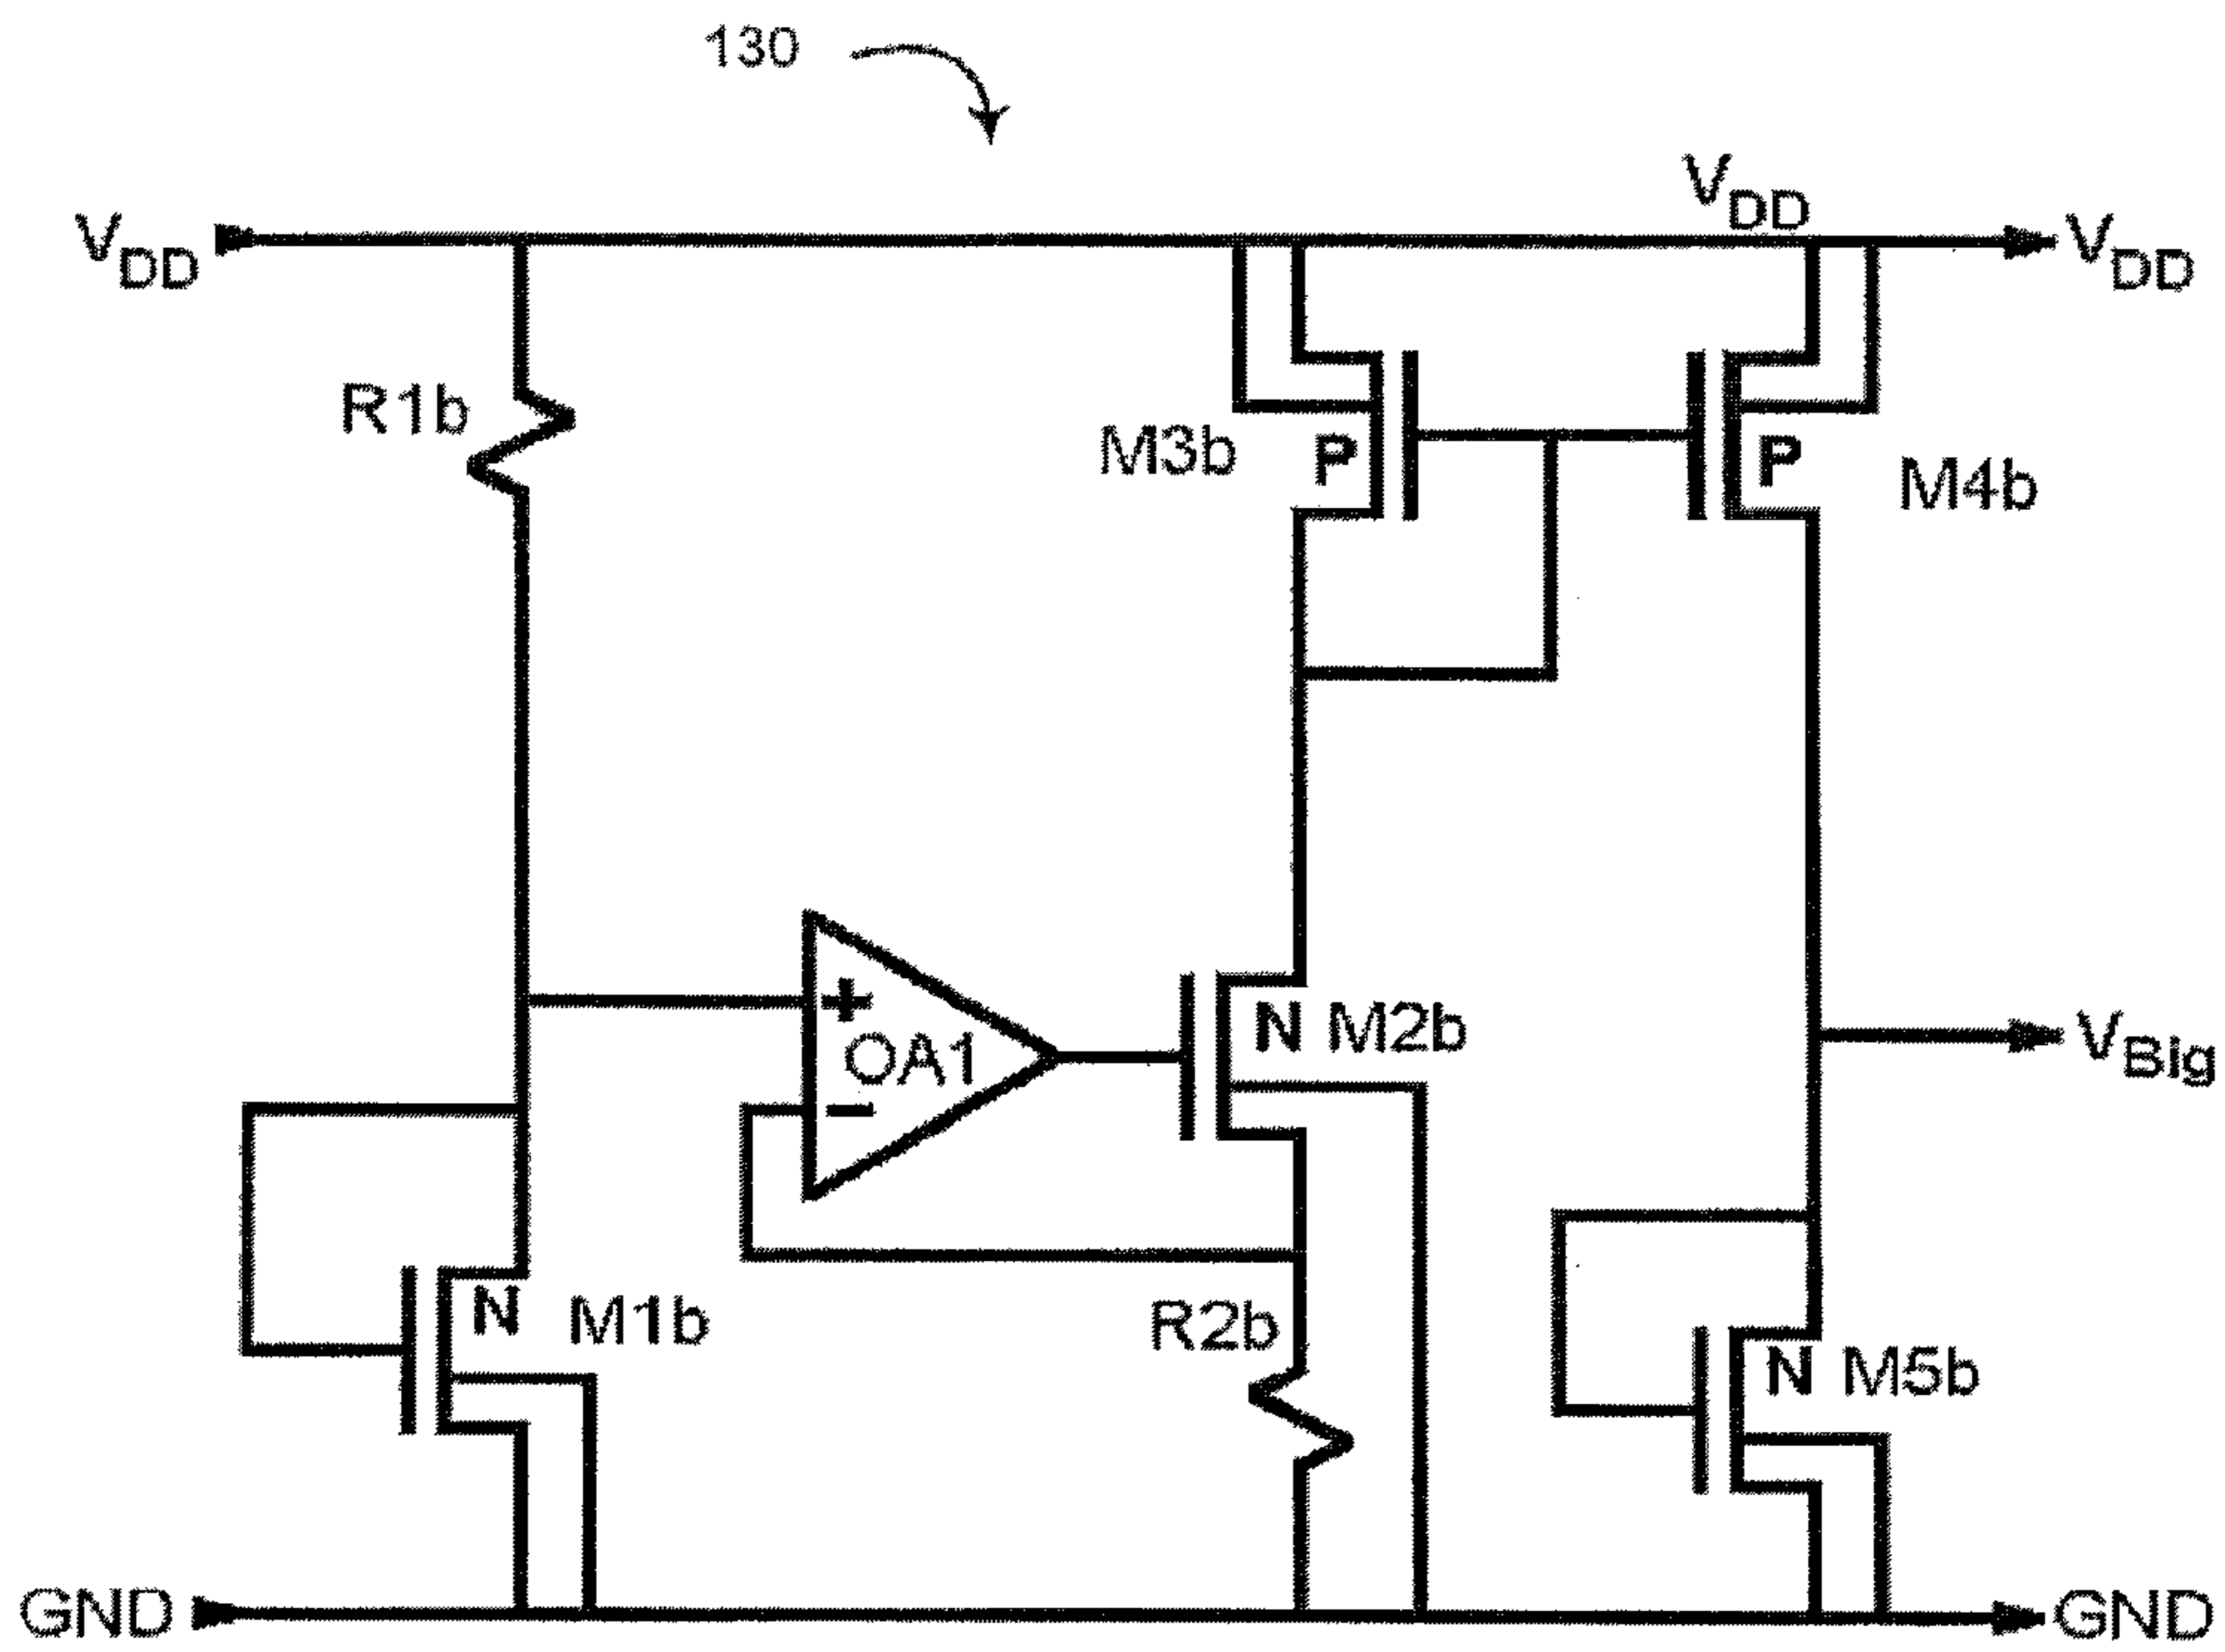 130
VDD
VDD
VDD
R1b
M3b
P
P
M4b
+
OA1
−
N M2b
VBig
N
M1b
R2b
N M5b
GND
GND